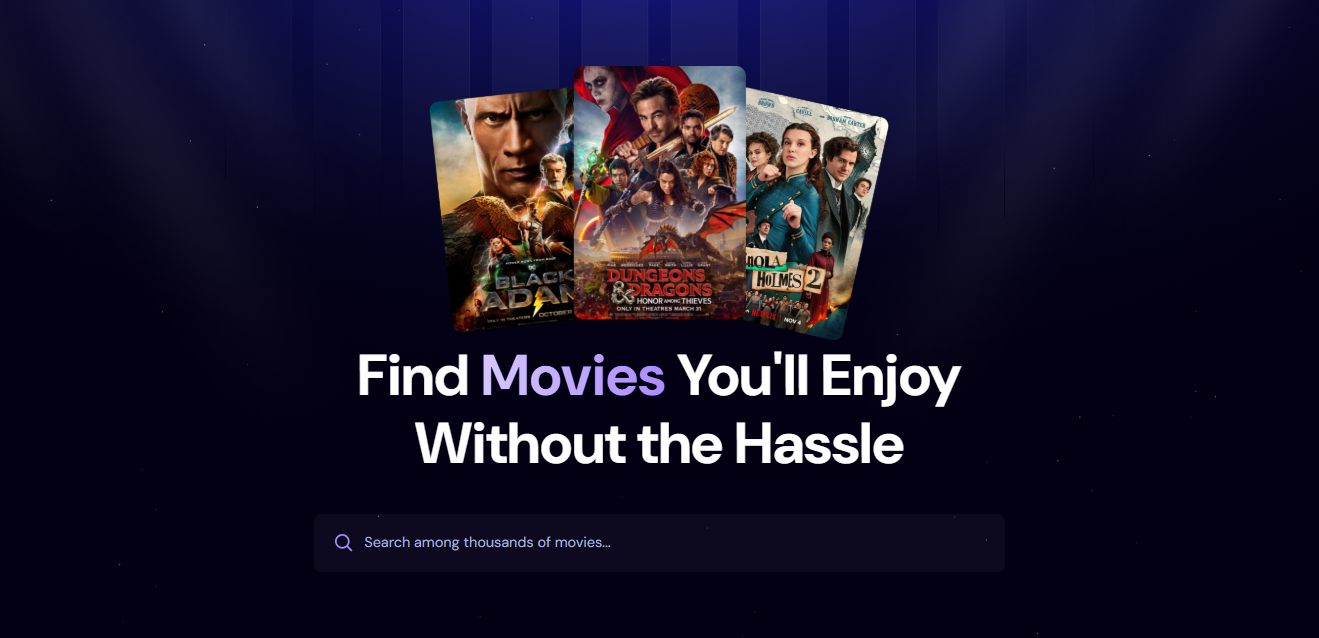 BROWN
CAVILL
BONHAM CARTER
DC
BLACK
ADAM
ONLY IN THEATERS
OCTOBER
DUNGEONS
& DRAGONS
HONOR AMONG THIEVES
ONLY IN THEATRES MARCH 31
NOLA
HOLMES 2
NETFLIX
NOV 4
Find Movies You'll Enjoy
Without the Hassle
Search among thousands of movies...